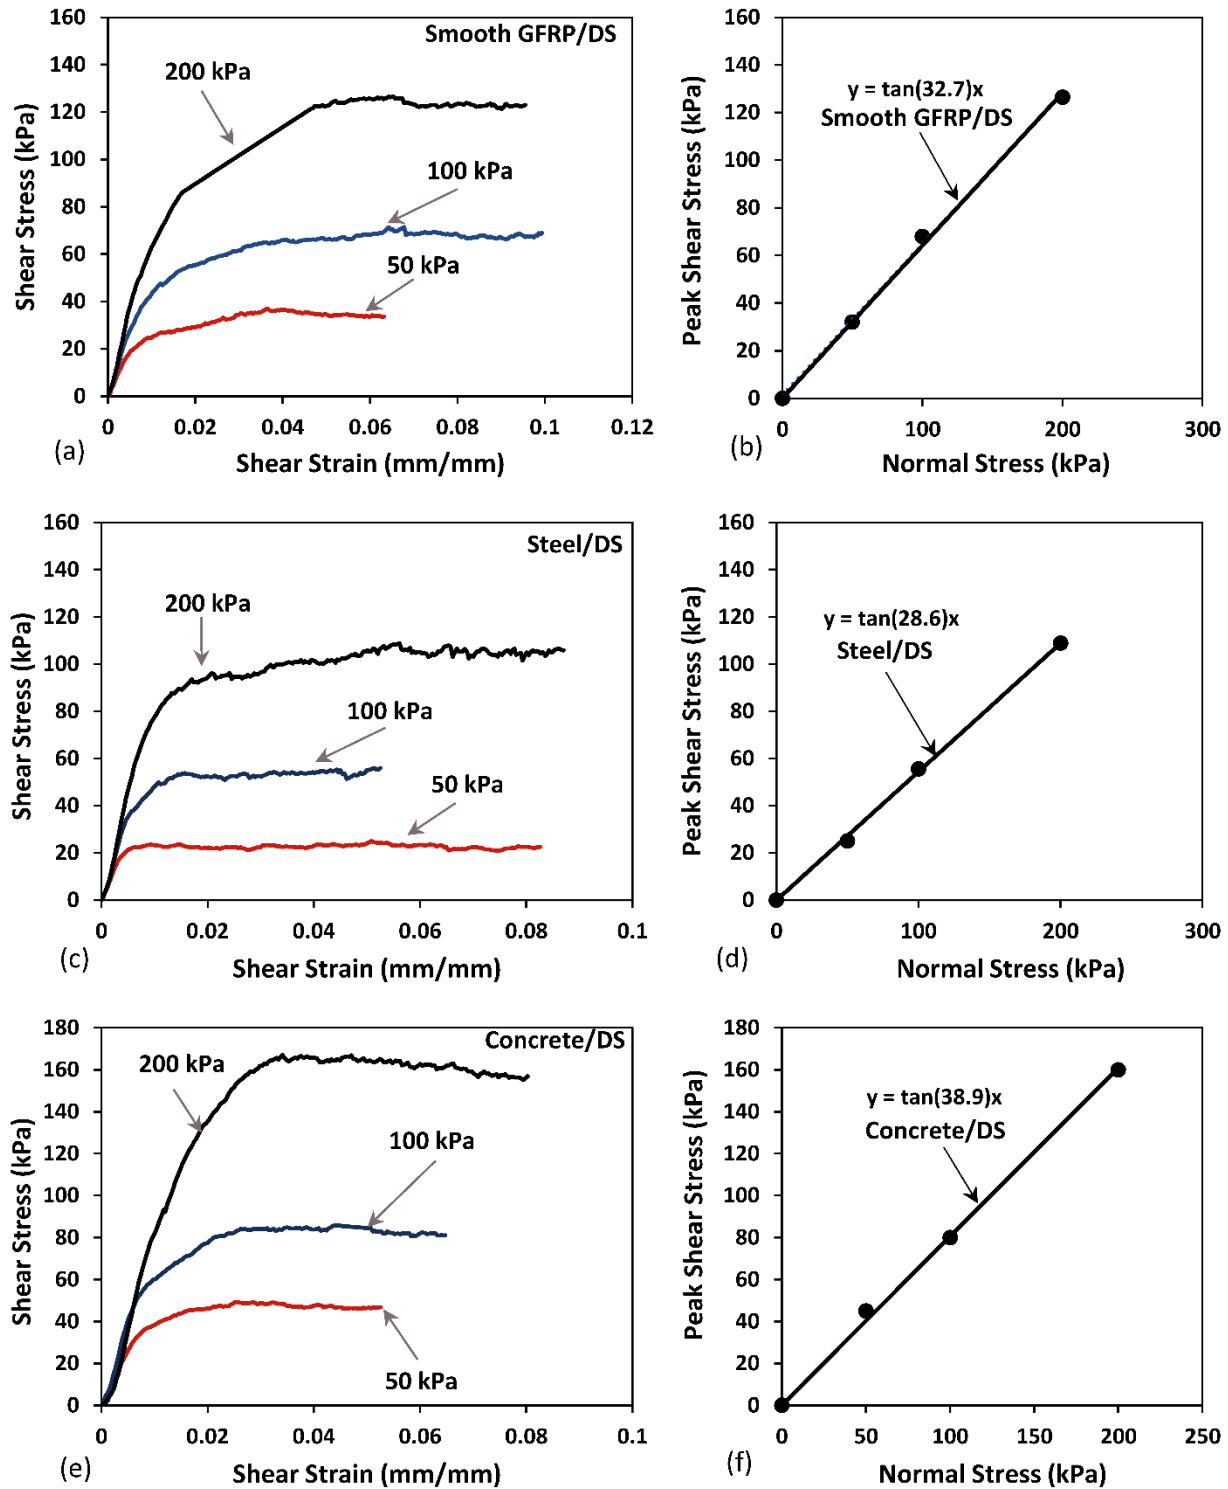 Smooth GFRP/DS
200 kPa
100 kPa
50 kPa
Shear Stress (kPa)
160
140
120
100
80
60
40
20
0
0 0.02 0.04 0.06 0.08 0.1 0.12
Shear Strain (mm/mm)
(a)
y = tan(32.7)x
Smooth GFRP/DS
Peak Shear Stress (kPa)
160
140
120
100
80
60
40
20
0
0 100 200 300
Normal Stress (kPa)
(b)
Steel/DS
200 kPa
100 kPa
50 kPa
Shear Stress (kPa)
160
140
120
100
80
60
40
20
0
0 0.02 0.04 0.06 0.08 0.1
Shear Strain (mm/mm)
(c)
y = tan(28.6)x
Steel/DS
Peak Shear Stress (kPa)
160
140
120
100
80
60
40
20
0
0 100 200 300
Normal Stress (kPa)
(d)
Concrete/DS
200 kPa
100 kPa
50 kPa
Shear Stress (kPa)
180
160
140
120
100
80
60
40
20
0
0 0.02 0.04 0.06 0.08 0.1
Shear Strain (mm/mm)
(e)
y = tan(38.9)x
Concrete/DS
Peak Shear Stress (kPa)
180
160
140
120
100
80
60
40
20
0
0 50 100 150 200 250
Normal Stress (kPa)
(f)